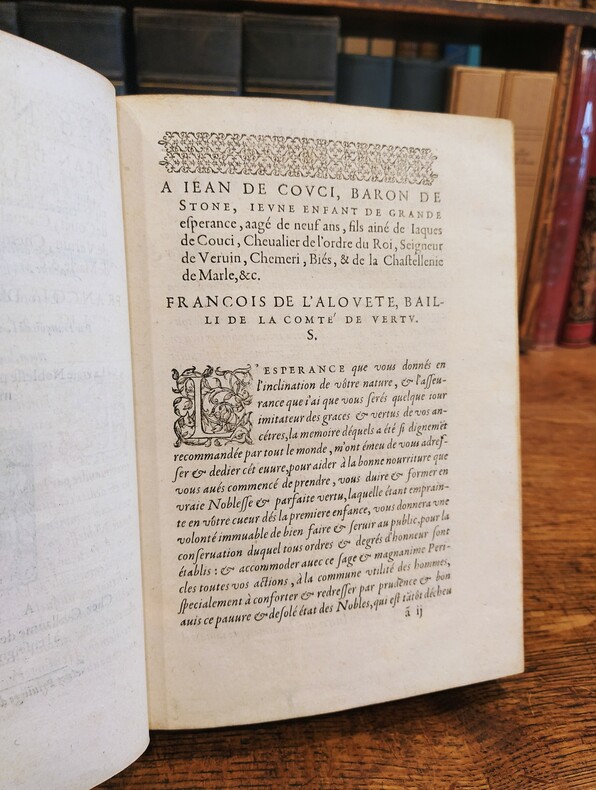 A IEAN DE COVCI, BARON DE
STONE, IEVNE ENFANT DE GRANDE
esperance, aagé de neuf ans, fils ainé de Iaques
de Couci, Cheualier de l'ordre du Roi, Seigneur
de Veruin, Chemeri, Biés, & de la Chastellenie
de Marle, &c.
FRANCOIS DE L'ALOVETE, BAIL-
LI DE LA COMTÉ DE VERTV.
S.
L'ESPERANCE que vous donnés en
l'inclination de vôtre nature, & l'asseu-
rance que i'ai que vous serés quelque iour
imitateur des graces & vertus de vos an-
cétres, la memoire déquels a été si dignemēt
recommandée par tout le monde, m'ont émeu de vous adres-
ser & dedier cét euure, pour aider à la bonne nourriture que
vous aués commencé de prendre, vous duire & former en
vraie Noblesse & parfaite vertu, laquelle étant emprain-
te en vôtre cueur dés la premiere enfance, vous donnera vne
volonté immuable de bien faire & seruir au public, pour la
conseruation duquel tous ordres & degrés d'honneur sont
établis: & accommoder auec ce sage & magnanime Peri-
cles toutes vos actions, à la commune vtilité des hommes,
specialement à conforter & redresser par prudēce & bon
auis ce pauure & desolé état des Nobles, qui est tātôt décheu
ã ij